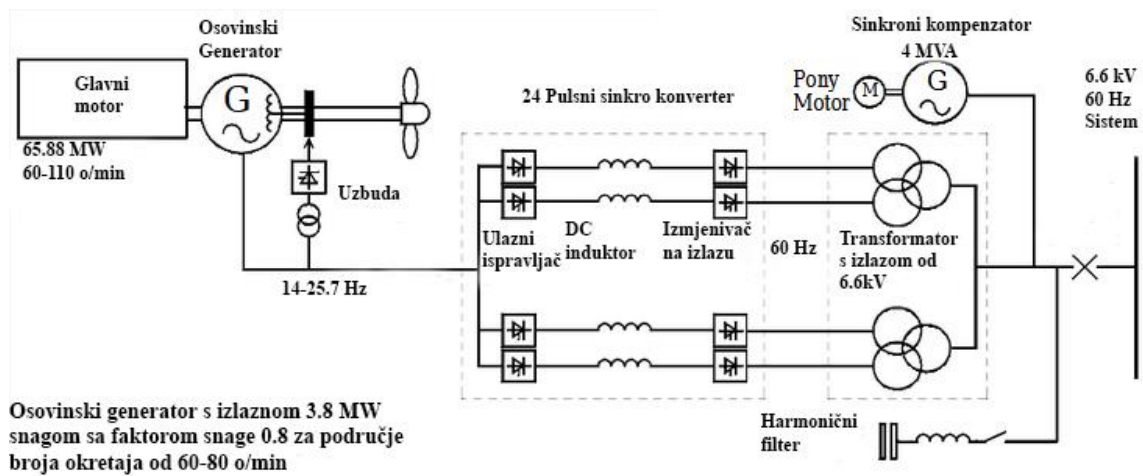 Osovinski
Generator
G
Glavni
motor
65.88 MW
60-110 o/min
Uzbuda
14-25.7 Hz
24 Pulsni sinkro konverter
Ulazni
ispravljač
DC
induktor
Izmjenivač
na izlazu
60 Hz
Sinkroni kompenzator
4 MVA
Pony
Motor
M
G
Transformator
s izlazom od
6.6kV
6.6 kV
60 Hz
Sistem
Harmonični
filter
Osovinski generator s izlaznom 3.8 MW
snagom sa faktorom snage 0.8 za područje
broja okretaja od 60-80 o/min